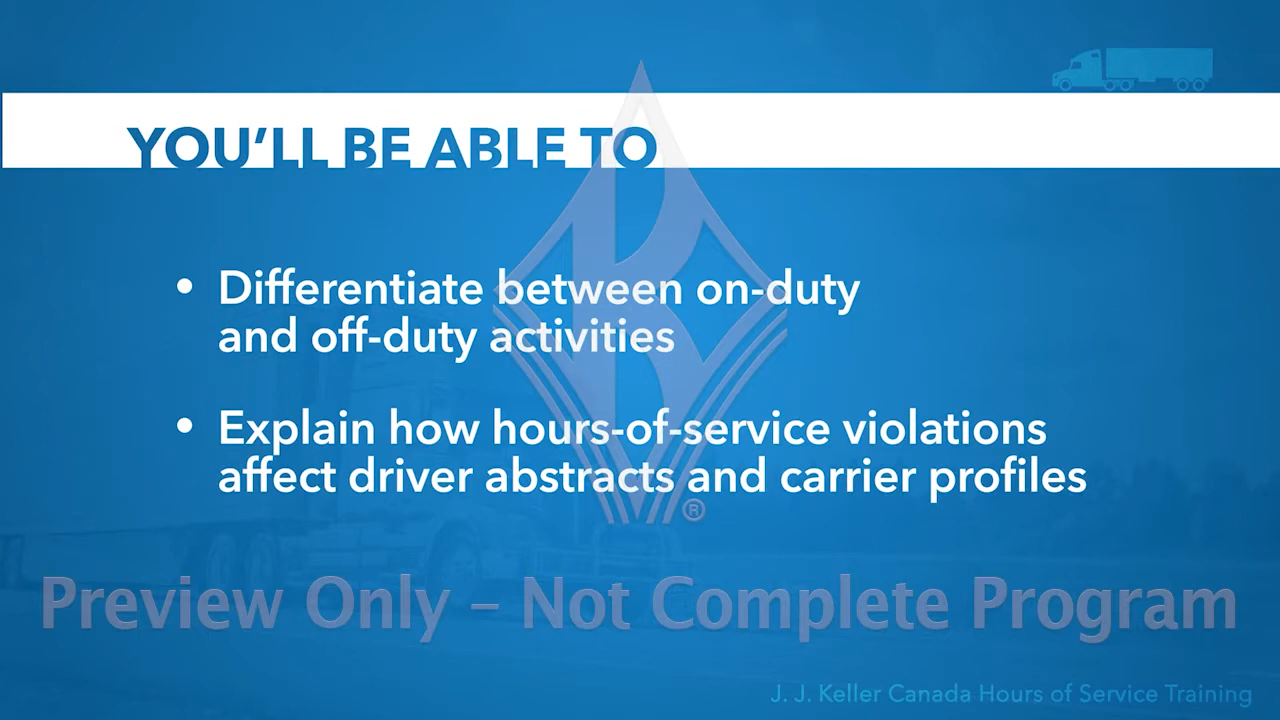 YOU'LL BE ABLE TO
• Differentiate between on-duty
and off-duty activities
• Explain how hours-of-service violations
affect driver abstracts and carrier profiles
®
Preview Only – Not Complete Program
J. J. Keller Canada Hours of Service Training